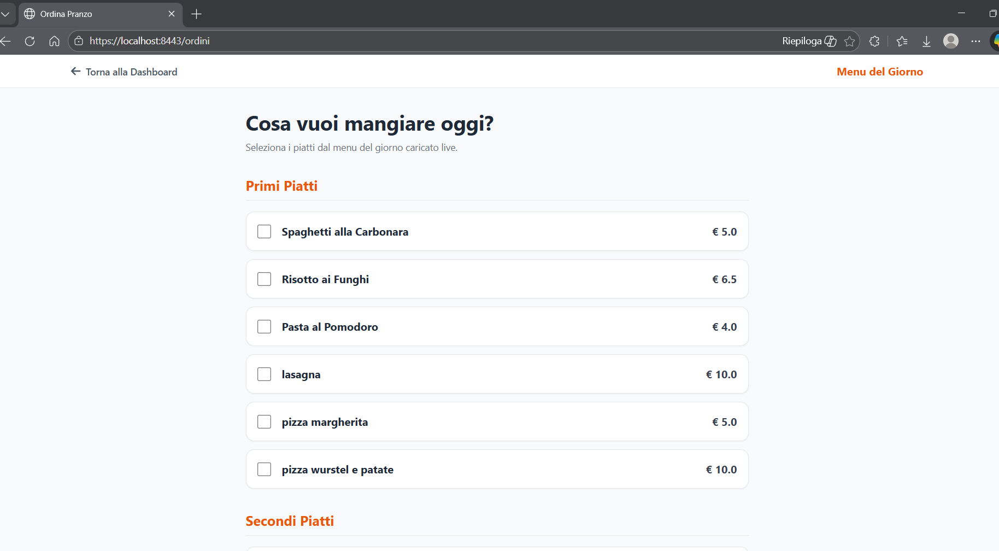 Ordina Pranzo
https://localhost:8443/ordini
Riepiloga
Torna alla Dashboard
Menu del Giorno
Cosa vuoi mangiare oggi?
Seleziona i piatti dal menu del giorno caricato live.
Primi Piatti
Spaghetti alla Carbonara € 5.0
Risotto ai Funghi € 6.5
Pasta al Pomodoro € 4.0
lasagna € 10.0
pizza margherita € 5.0
pizza wurstel e patate € 10.0
Secondi Piatti